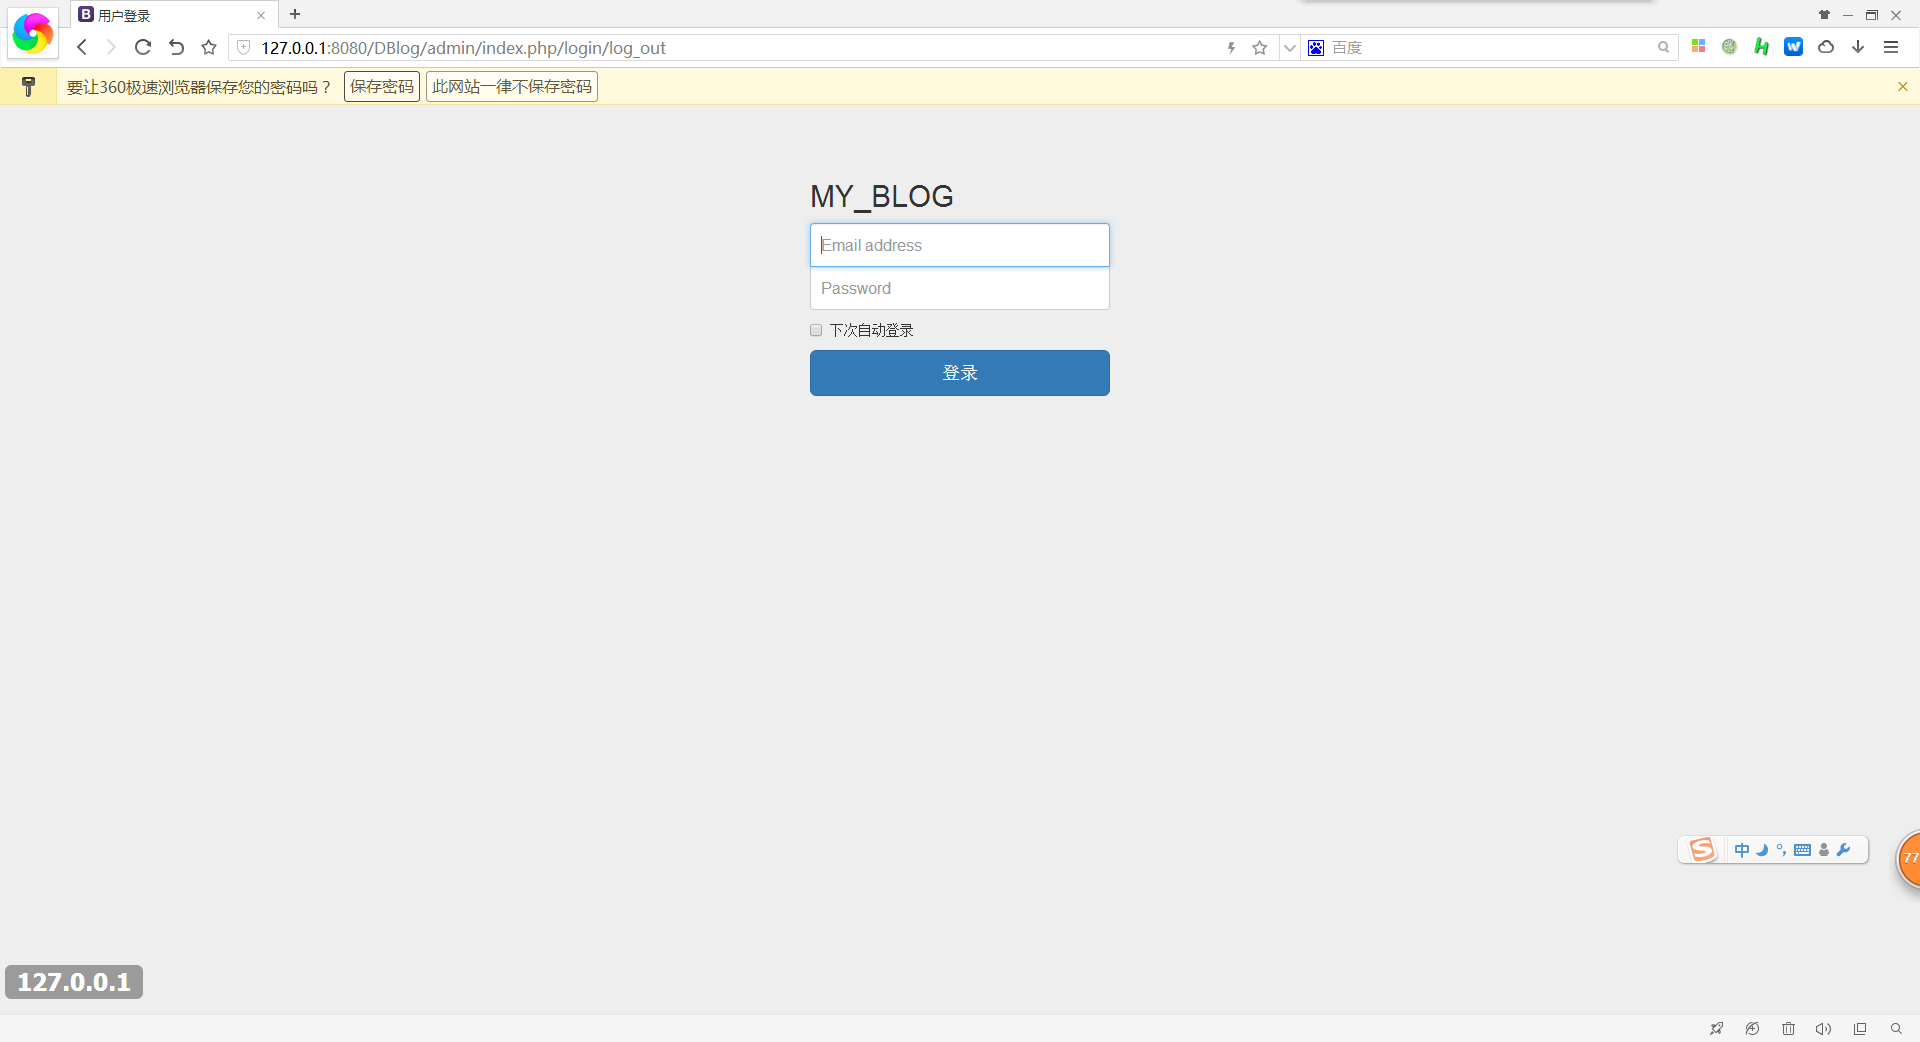 用户登录
127.0.0.1:8080/DBlog/admin/index.php/login/log_out
百度
要让360极速浏览器保存您的密码吗？ 保存密码 此网站一律不保存密码
MY_BLOG
Email address
Password
下次自动登录
登录
中
77
127.0.0.1